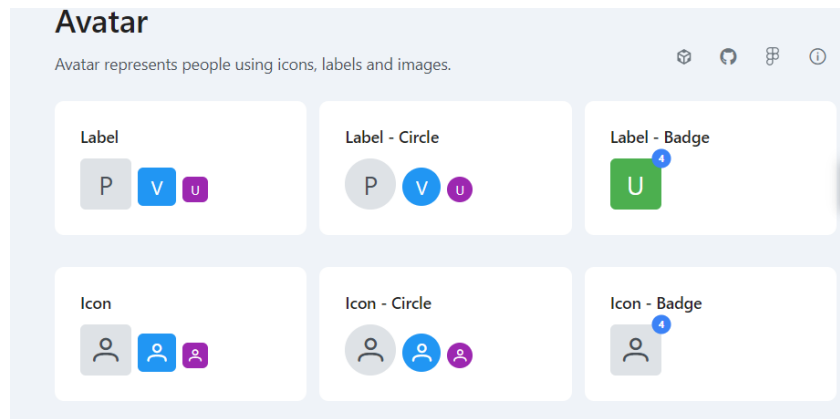 Avatar
Avatar represents people using icons, labels and images.
Label
P V U
Label - Circle
P V U
Label - Badge
U 4
Icon
Icon - Circle
Icon - Badge
4